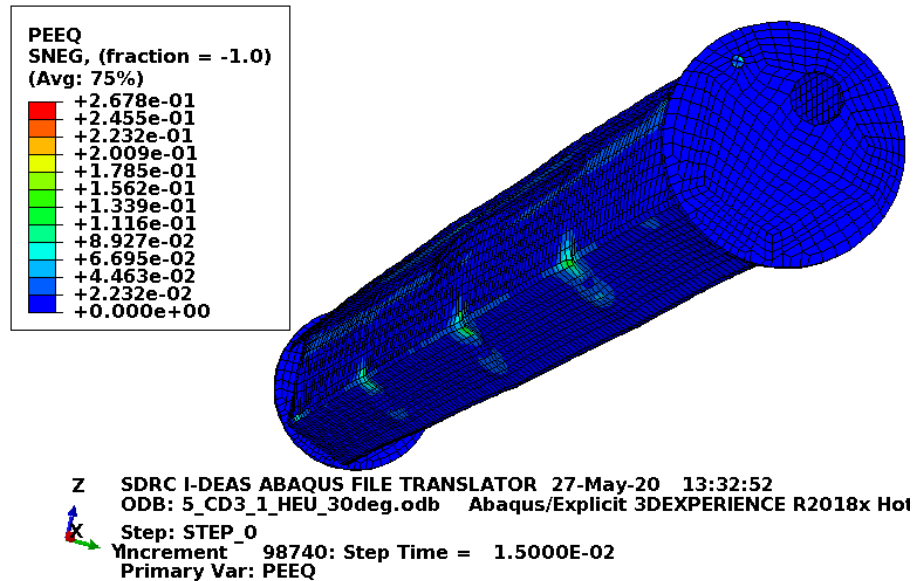 PEEQ
SNEG, (fraction = -1.0)
(Avg: 75%)
+2.678e-01
+2.455e-01
+2.232e-01
+2.009e-01
+1.785e-01
+1.562e-01
+1.339e-01
+1.116e-01
+8.927e-02
+6.695e-02
+4.463e-02
+2.232e-02
+0.000e+00
Z
X
Y
SDRC I-DEAS ABAQUS FILE TRANSLATOR 27-May-20 13:32:52
ODB: 5_CD3_1_HEU_30deg.odb Abaqus/Explicit 3DEXPERIENCE R2018x Hot
Step: STEP_0
Increment 98740: Step Time = 1.5000E-02
Primary Var: PEEQ